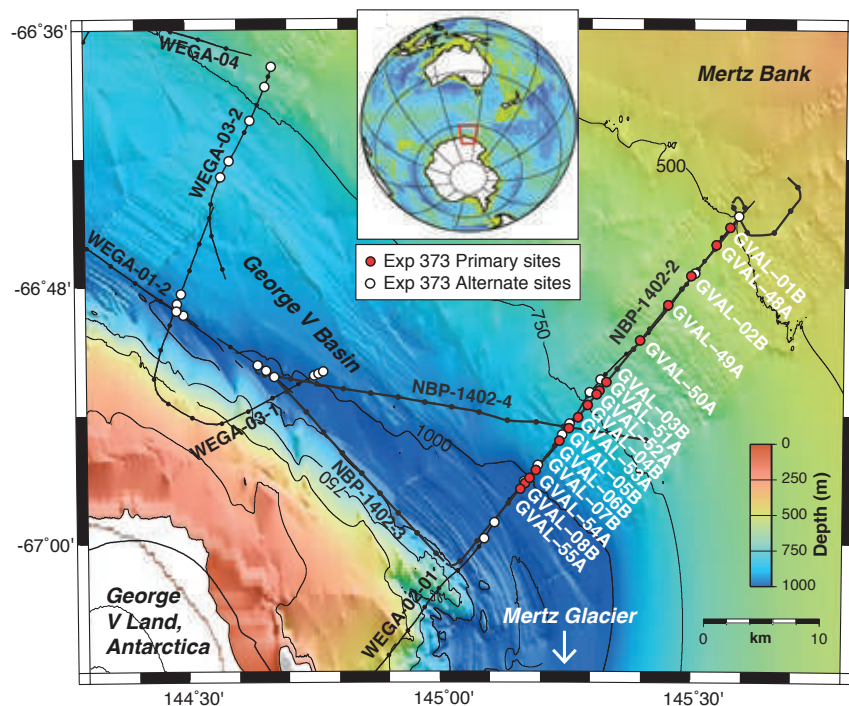 -66°36'
WEGA-04
Mertz Bank
WEGA-03-2
500
Exp 373 Primary sites
Exp 373 Alternate sites
WEGA-01-2
George V Basin
-66°48'
NBP-1402-2
750
GVAL–01B
GVAL–48A
GVAL–02B
GVAL–49A
GVAL–50A
NBP-1402-4
GVAL–03B
GVAL–51A
GVAL–52A
GVAL–53A
GVAL–05B
GVAL–06B
GVAL–07B
GVAL–54A
GVAL–08B
GVAL–55A
WEGA-03-1
1000
NBP-1402-3
750
-67°00'
WEGA-02-01
George
V Land,
Antarctica
Mertz Glacier
0
250
500
750
1000
Depth (m)
0
km
10
144°30'
145°00'
145°30'